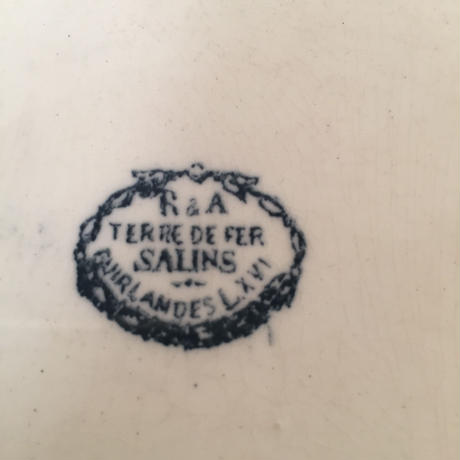 R & A
TERRE DE FER
SALINS
GUIRLANDES L.XVI